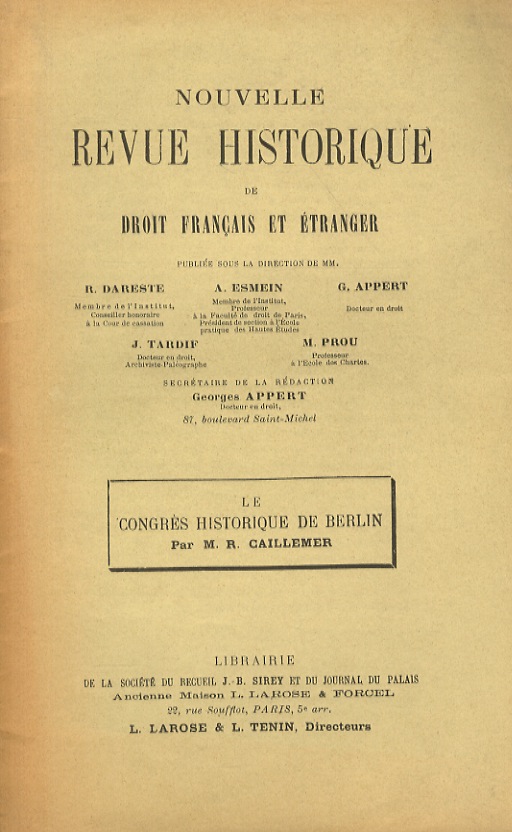 NOUVELLE
REVUE HISTORIQUE
DE
DROIT FRANÇAIS ET ÉTRANGER
PUBLIÉE SOUS LA DIRECTION DE MM.
R. DARESTE
Membre de l'Institut,
Conseiller honoraire
à la Cour de cassation
A. ESMEIN
Membre de l'Institut,
Professeur
à la Faculté de droit de Paris,
Président de section à l'École
pratique des Hautes Études
G. APPERT
Docteur en droit
J. TARDIF
Docteur en droit,
Archiviste-Paléographe
M. PROU
Professeur
à l'École des Chartes.
SECRÉTAIRE DE LA RÉDACTION
Georges APPERT
Docteur en droit,
87, boulevard Saint-Michel
LE
CONGRÈS HISTORIQUE DE BERLIN
Par M. R. CAILLEMER
LIBRAIRIE
DE LA SOCIÉTÉ DU RECUEIL J.-B. SIREY ET DU JOURNAL DU PALAIS
Ancienne Maison L. LAROSE & FORCEL
22, rue Soufflot, PARIS, 5e arr.
L. LAROSE & L. TENIN, Directeurs